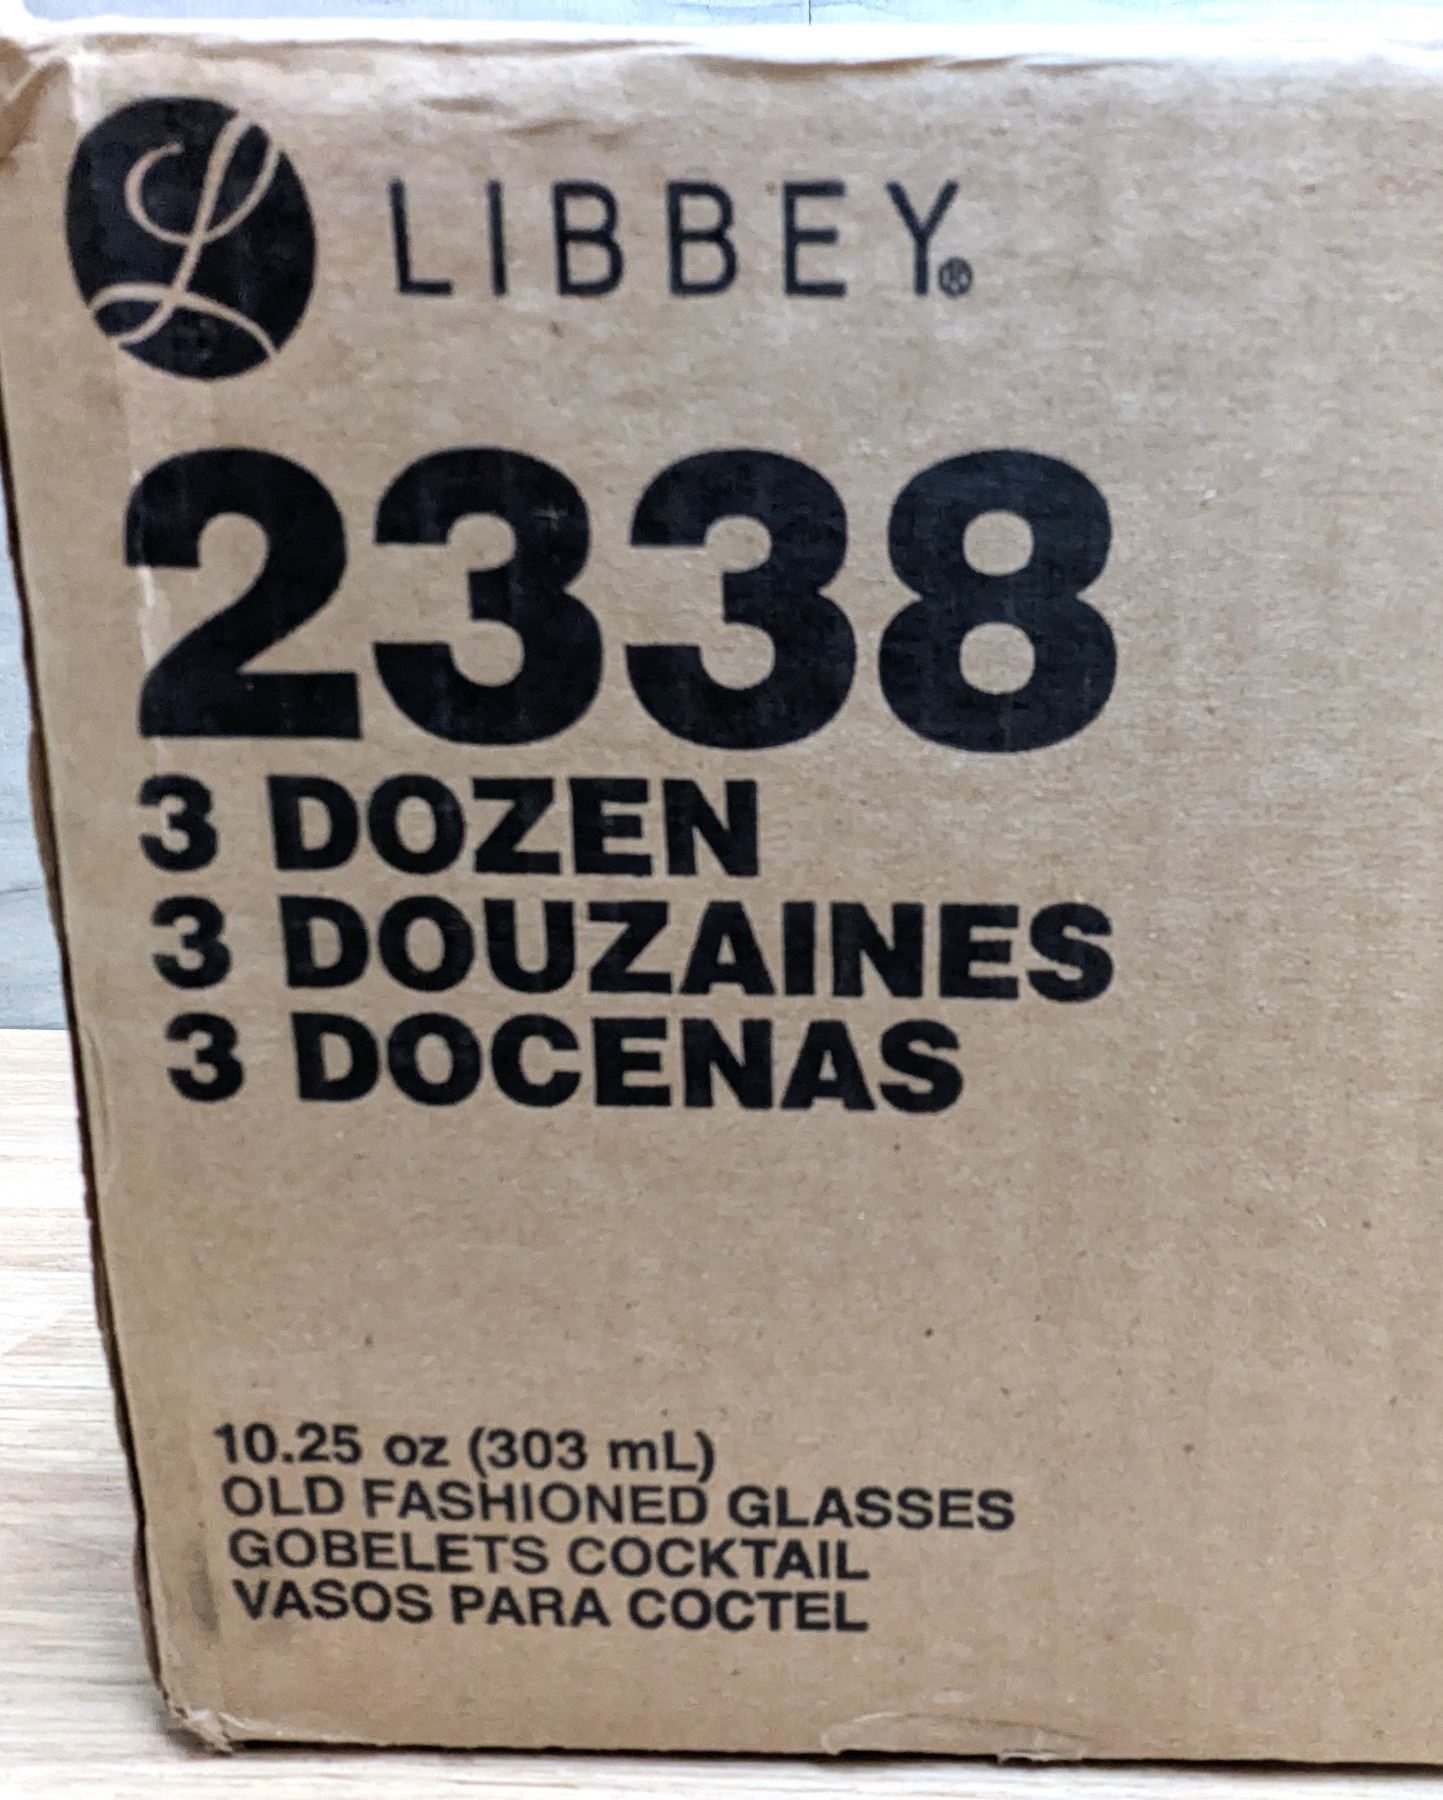 LIBBEY®
2338
3 DOZEN
3 DOUZAINES
3 DOCENAS
10.25 oz (303 mL)
OLD FASHIONED GLASSES
GOBELETS COCKTAIL
VASOS PARA COCTEL